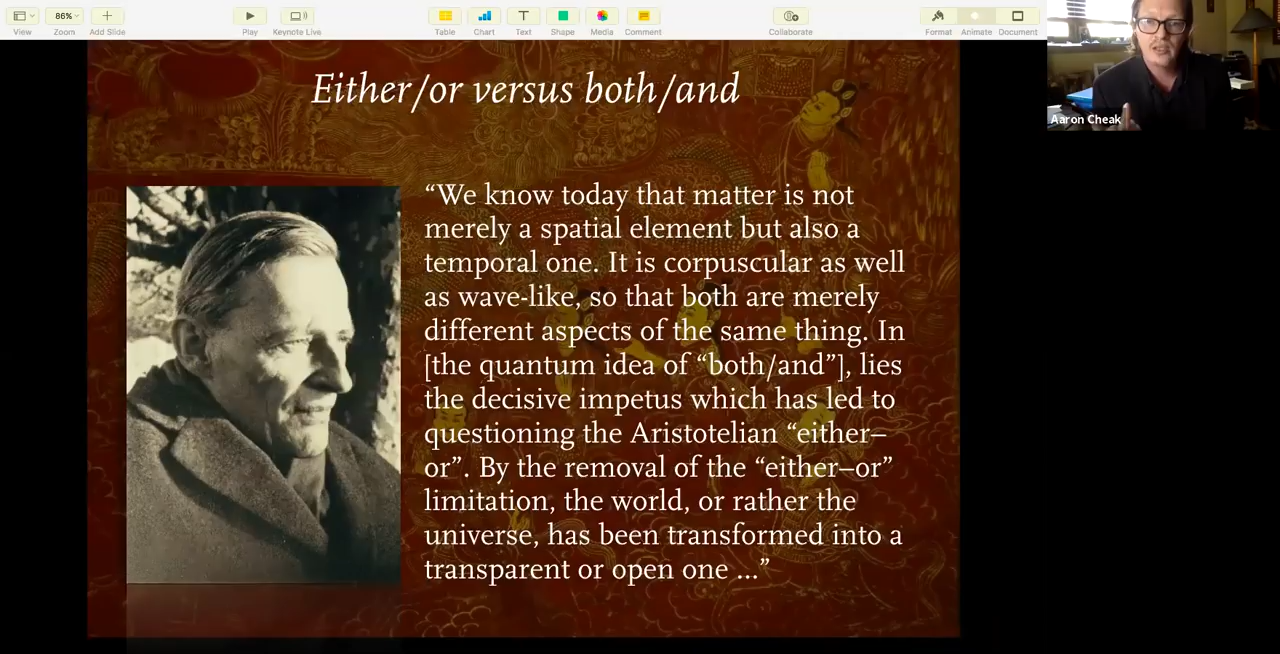 86%
View
Zoom
Add Slide
Play
Keynote Live
Table
Chart
Text
Shape
Media
Comment
Collaborate
Format
Animate
Document
Aaron Cheak
Either/or versus both/and
“We know today that matter is not
merely a spatial element but also a
temporal one. It is corpuscular as well
as wave-like, so that both are merely
different aspects of the same thing. In
[the quantum idea of “both/and”], lies
the decisive impetus which has led to
questioning the Aristotelian “either–
or”. By the removal of the “either–or”
limitation, the world, or rather the
universe, has been transformed into a
transparent or open one ...”